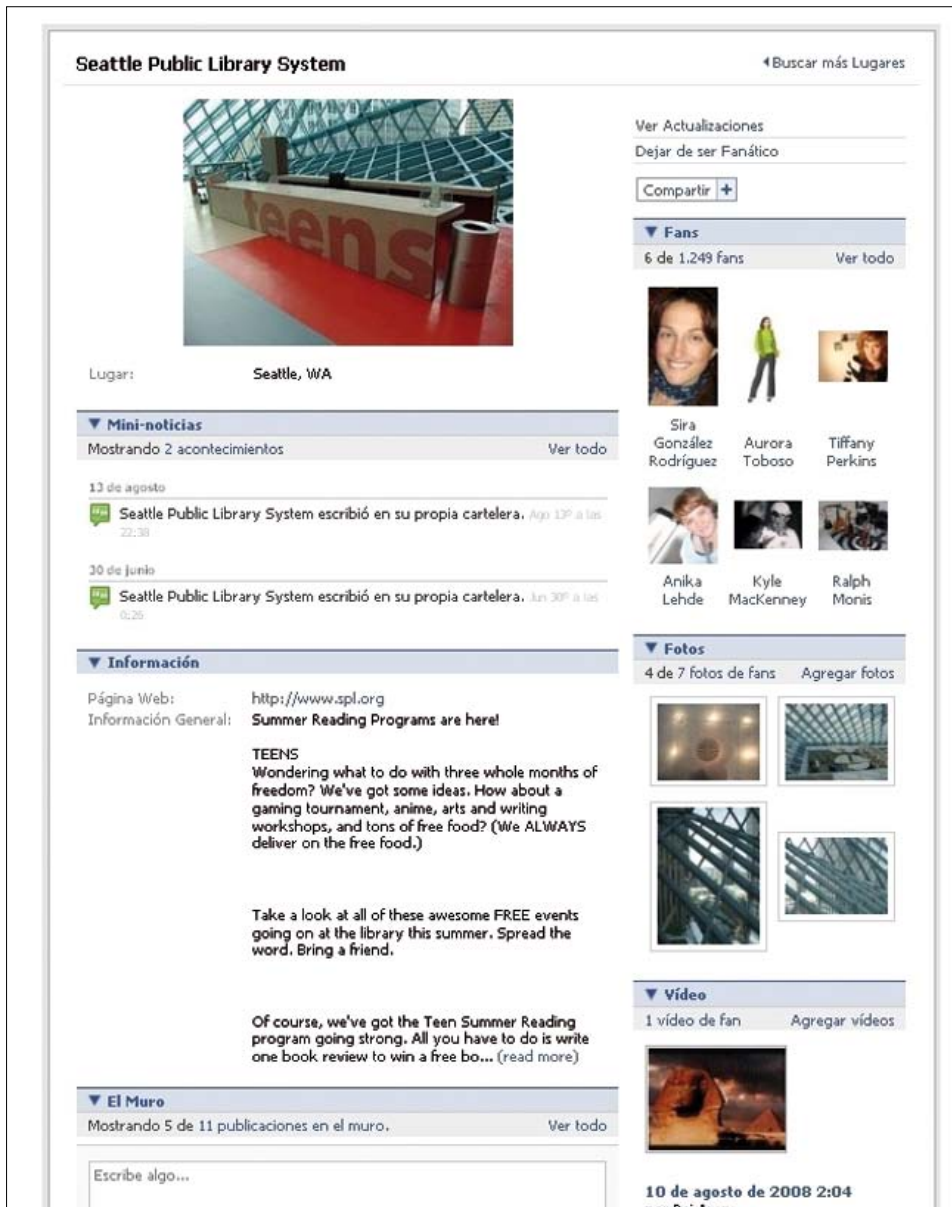 Seattle Public Library System
Buscar más Lugares
teens
Lugar: Seattle, WA
Mini-noticias
Mostrando 2 acontecimientos Ver todo
13 de agosto
Seattle Public Library System escribió en su propia cartelera. Ago 13º a las
22:38
30 de junio
Seattle Public Library System escribió en su propia cartelera. Jun 30º a las
0:26
Información
Página Web: http://www.spl.org
Información General: Summer Reading Programs are here!
TEENS
Wondering what to do with three whole months of
freedom? We've got some ideas. How about a
gaming tournament, anime, arts and writing
workshops, and tons of free food? (We ALWAYS
deliver on the free food.)
Take a look at all of these awesome FREE events
going on at the library this summer. Spread the
word. Bring a friend.
Of course, we've got the Teen Summer Reading
program going strong. All you have to do is write
one book review to win a free bo... (read more)
El Muro
Mostrando 5 de 11 publicaciones en el muro. Ver todo
Escribe algo...
Ver Actualizaciones
Dejar de ser Fanático
Compartir +
Fans
6 de 1.249 fans Ver todo
Sira
González
Rodríguez
Aurora
Toboso
Tiffany
Perkins
Anika
Lehde
Kyle
MacKenney
Ralph
Monis
Fotos
4 de 7 fotos de fans Agregar fotos
Vídeo
1 vídeo de fan Agregar vídeos
10 de agosto de 2008 2:04